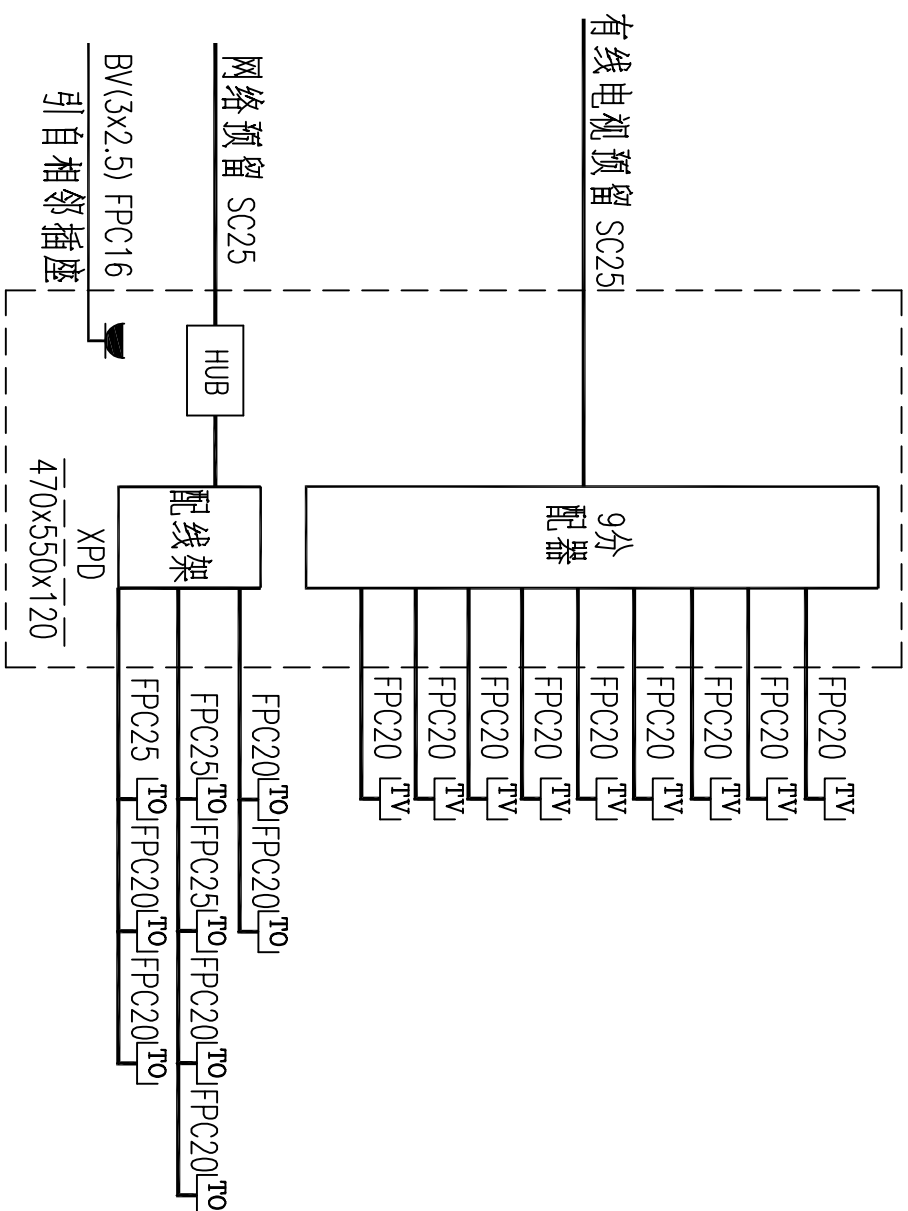 FPC20 TV
FPC20 TV
FPC20 TV
FPC20 TV
有线电视预留 SC25
9分
配器
FPC20 TV
FPC20 TV
FPC20 TV
FPC20 TV
FPC20 TV
网络预留 SC25
HUB
配线架
FPC20 TO FPC20 TO
FPC25 TO FPC25 TO FPC20 TO FPC20 TO
FPC25 TO FPC20 TO FPC20 TO
BV(3x2.5) FPC16
引自相邻插座
XPD
470x550x120